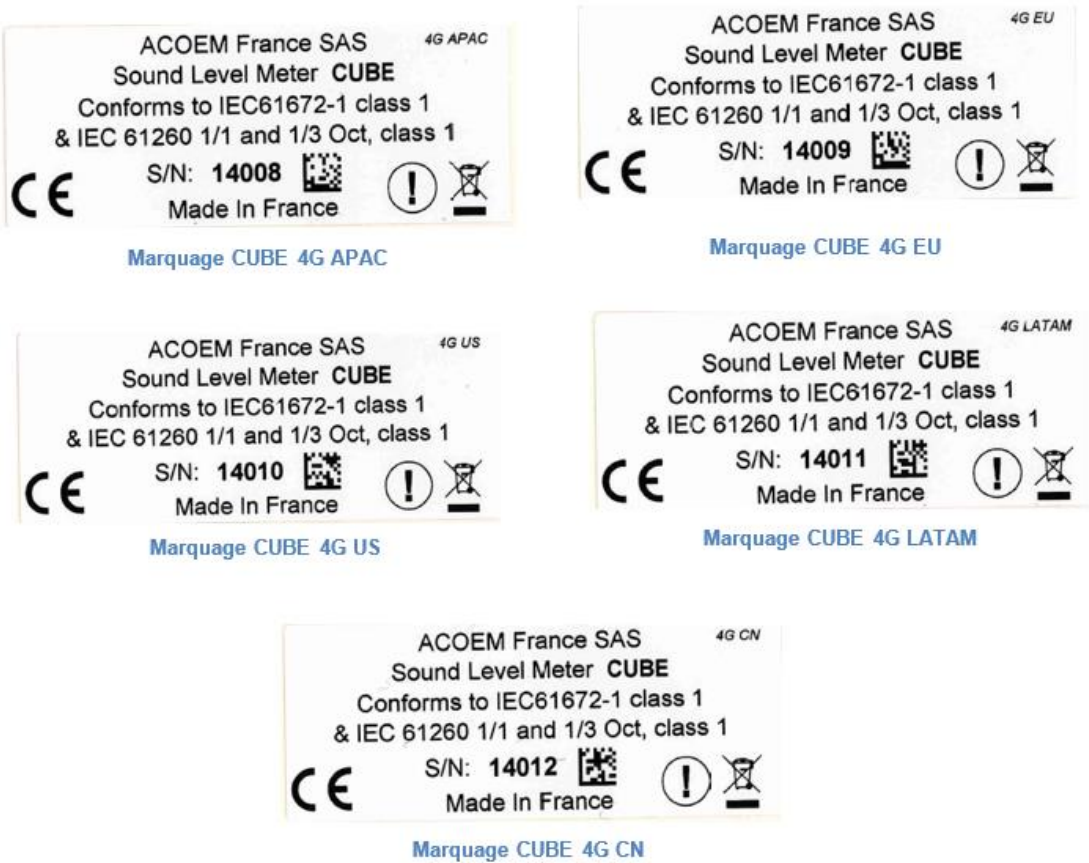 ACOEM France SAS 4G APAC
Sound Level Meter CUBE
Conforms to IEC61672-1 class 1
& IEC 61260 1/1 and 1/3 Oct, class 1
S/N: 14008
CE
Made In France
Marquage CUBE 4G APAC
ACOEM France SAS 4G EU
Sound Level Meter CUBE
Conforms to IEC61672-1 class 1
& IEC 61260 1/1 and 1/3 Oct, class 1
S/N: 14009
CE
Made In France
Marquage CUBE 4G EU
ACOEM France SAS 4G US
Sound Level Meter CUBE
Conforms to IEC61672-1 class 1
& IEC 61260 1/1 and 1/3 Oct, class 1
S/N: 14010
CE
Made In France
Marquage CUBE 4G US
ACOEM France SAS 4G LATAM
Sound Level Meter CUBE
Conforms to IEC61672-1 class 1
& IEC 61260 1/1 and 1/3 Oct, class 1
S/N: 14011
CE
Made In France
Marquage CUBE 4G LATAM
ACOEM France SAS 4G CN
Sound Level Meter CUBE
Conforms to IEC61672-1 class 1
& IEC 61260 1/1 and 1/3 Oct, class 1
S/N: 14012
CE
Made In France
Marquage CUBE 4G CN